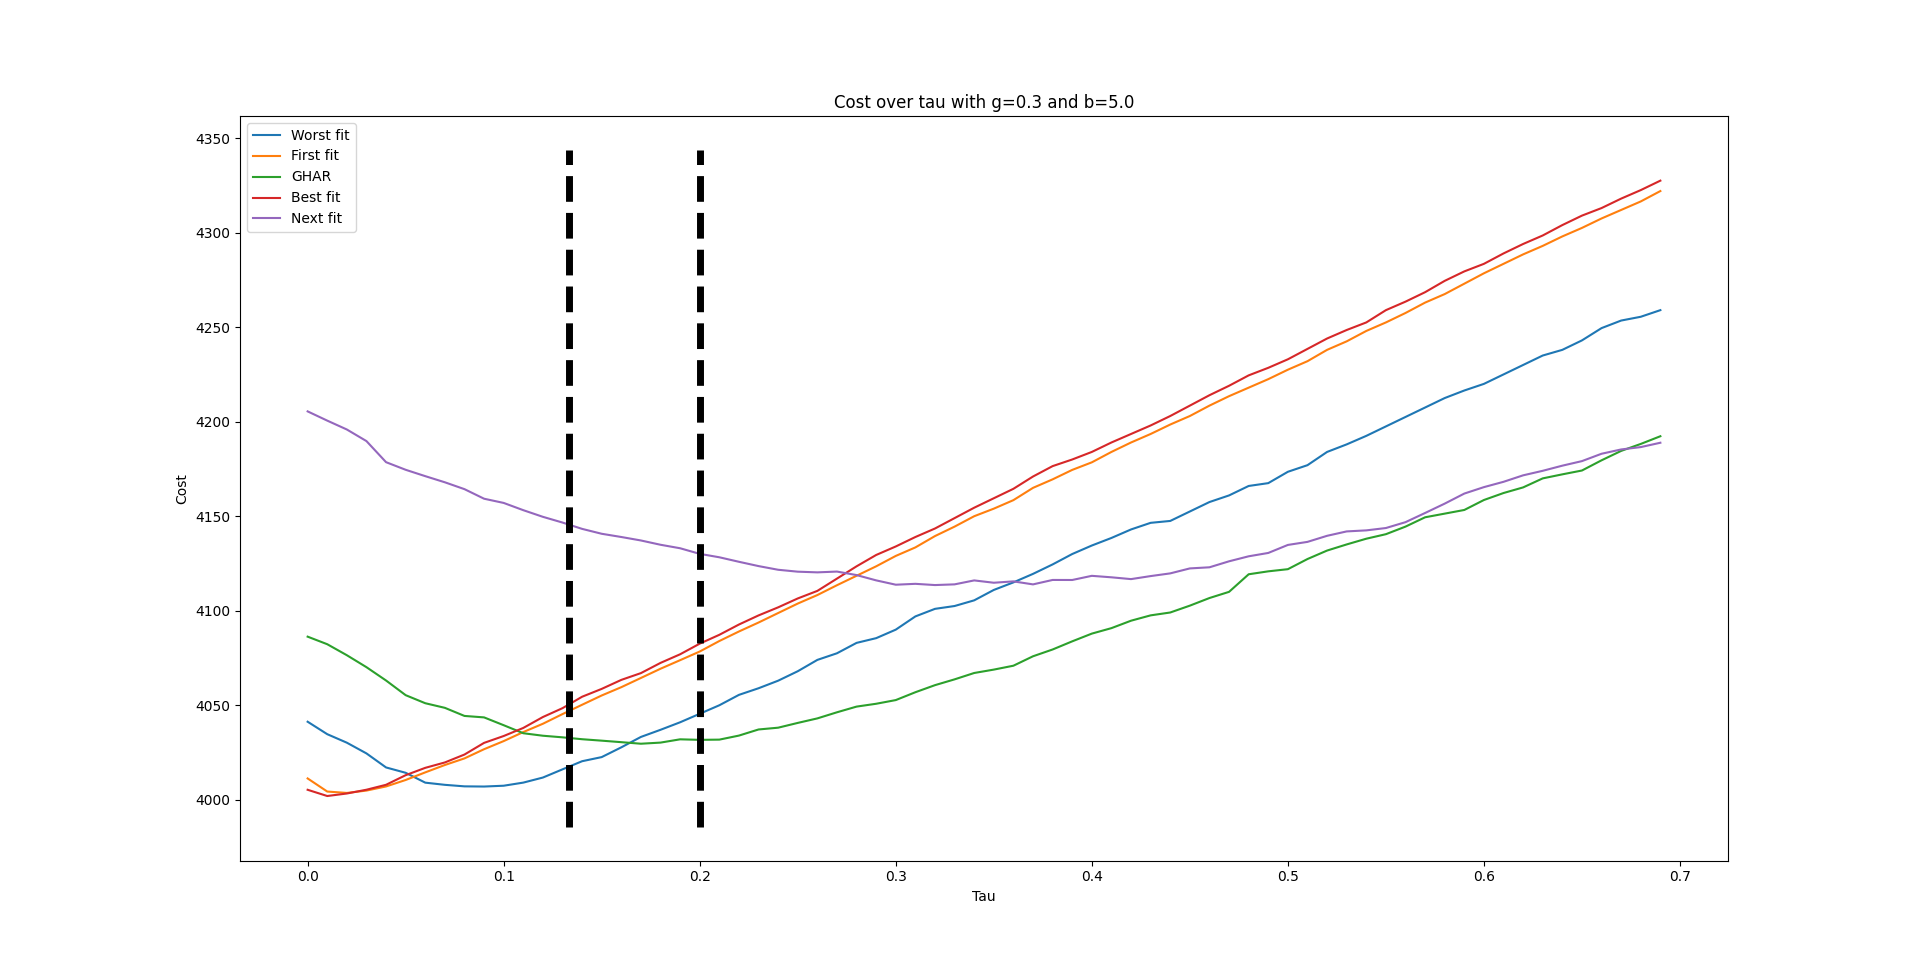 Cost over tau with g=0.3 and b=5.0
Worst fit
First fit
GHAR
Best fit
Next fit
4350
4300
4250
4200
4150
4100
4050
4000
Cost
0.0 0.1 0.2 0.3 0.4 0.5 0.6 0.7
Tau